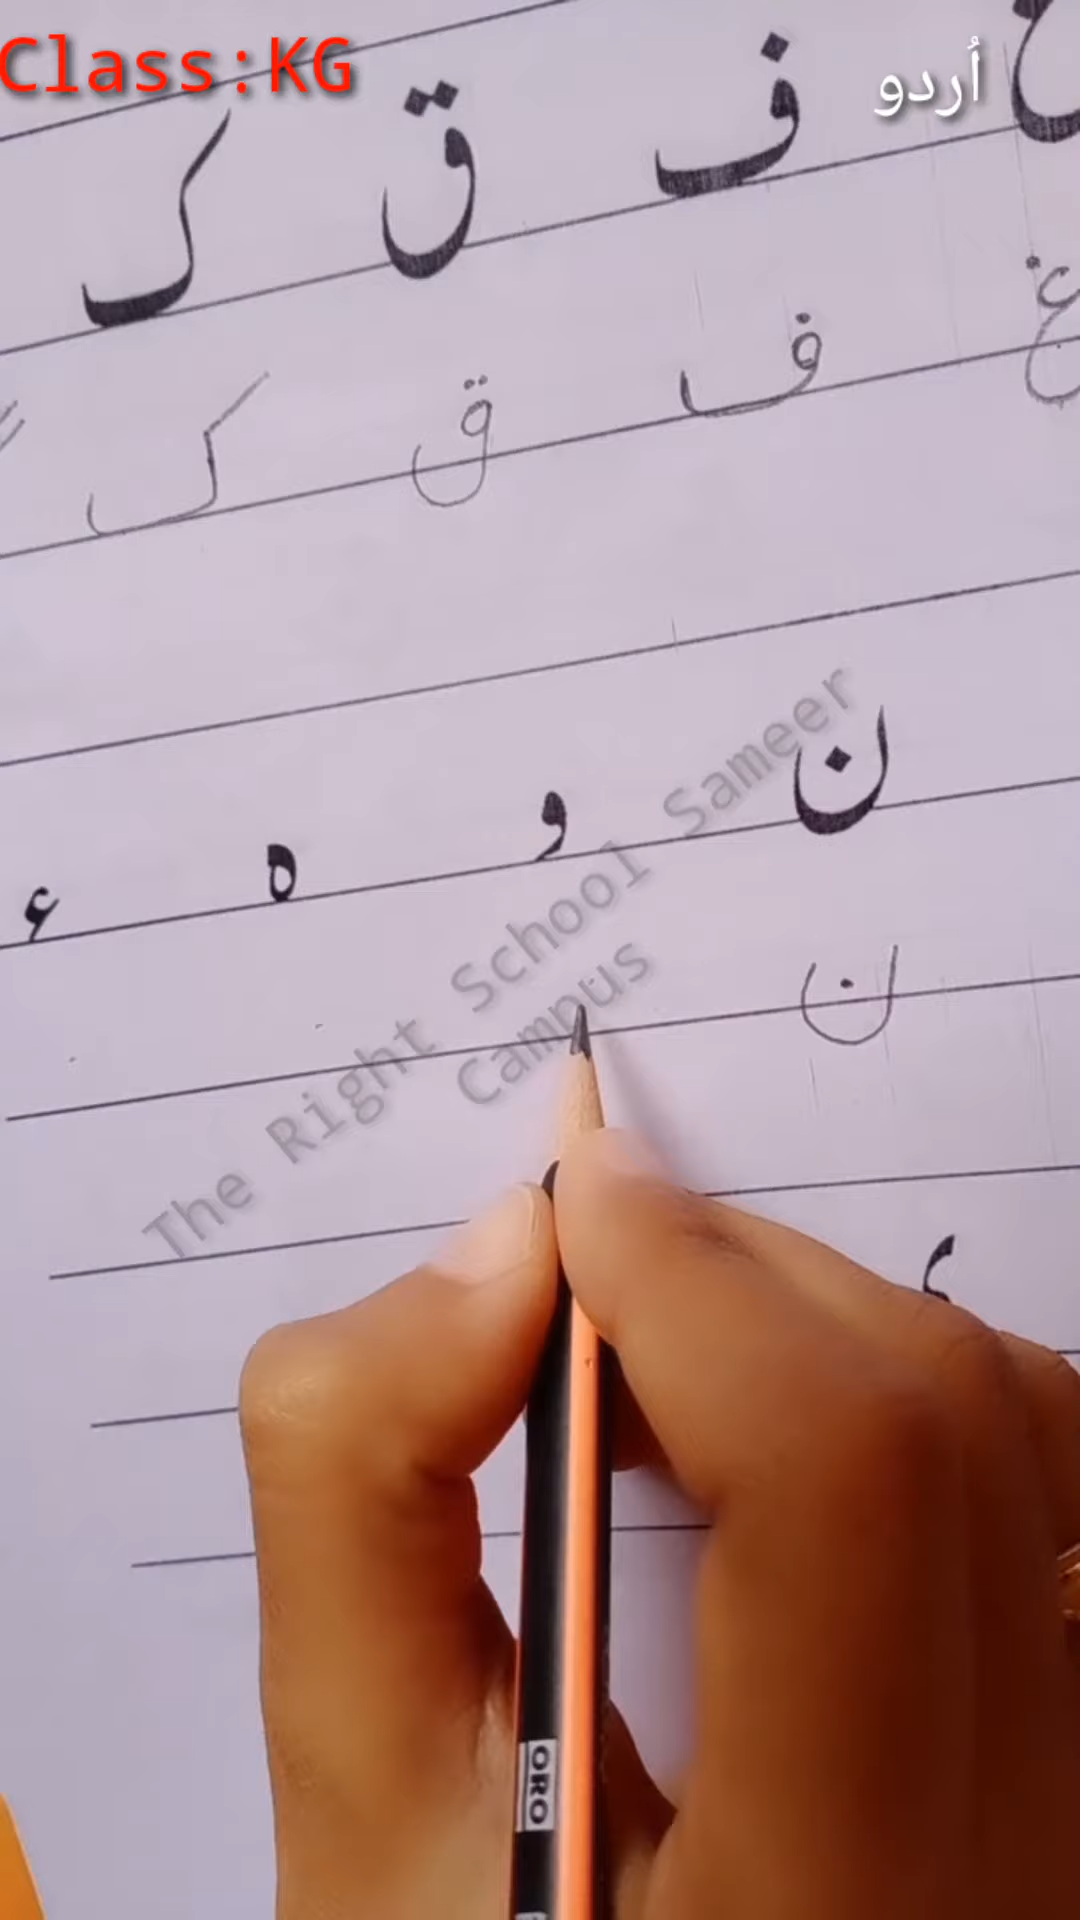 Class:KG
اُردو
غ ف ق ک
غ ف ق ک
ن و ہ ء
ن
The Right School Sameer
Campus
ORO